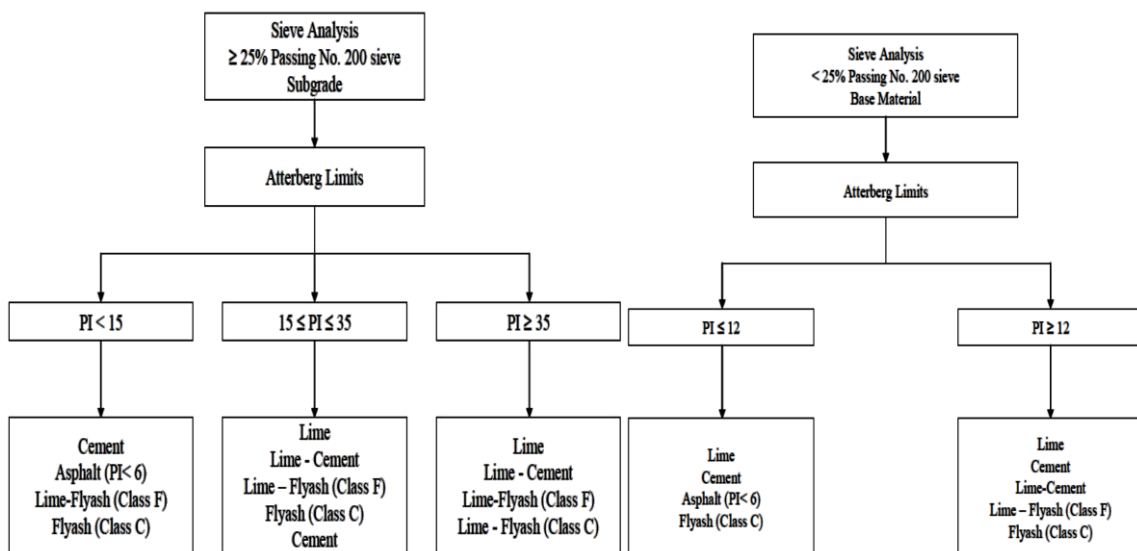 Sieve Analysis
≥ 25% Passing No. 200 sieve
Subgrade
Atterberg Limits
PI < 15
15 ≤ PI ≤ 35
PI ≥ 35
Cement
Asphalt (PI< 6)
Lime-Flyash (Class F)
Flyash (Class C)
Lime
Lime - Cement
Lime – Flyash (Class F)
Flyash (Class C)
Cement
Lime
Lime - Cement
Lime-Flyash (Class F)
Lime - Flyash (Class C)
Sieve Analysis
< 25% Passing No. 200 sieve
Base Material
Atterberg Limits
PI ≤ 12
PI ≥ 12
Lime
Cement
Asphalt (PI< 6)
Flyash (Class C)
Lime
Cement
Lime-Cement
Lime – Flyash (Class F)
Flyash (Class C)